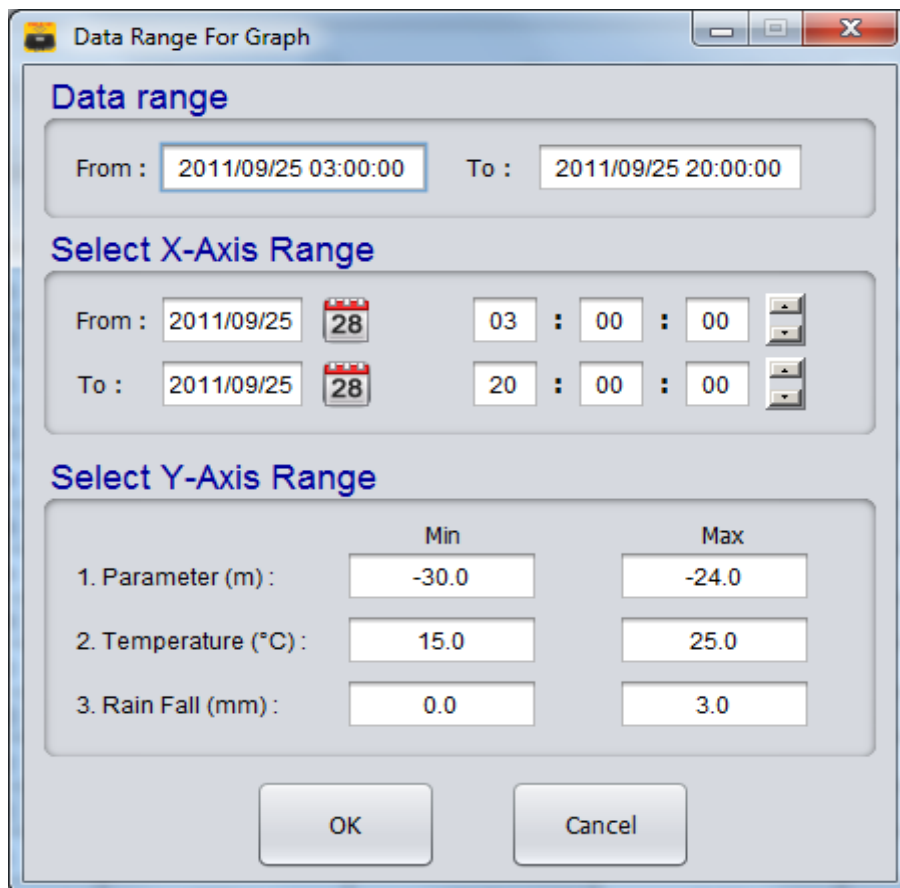 Data Range For Graph
Data range
From : 2011/09/25 03:00:00 To : 2011/09/25 20:00:00
Select X-Axis Range
From : 2011/09/25 28 03 : 00 : 00
To : 2011/09/25 28 20 : 00 : 00
Select Y-Axis Range
Min Max
1. Parameter (m) : -30.0 -24.0
2. Temperature (°C) : 15.0 25.0
3. Rain Fall (mm) : 0.0 3.0
OK Cancel